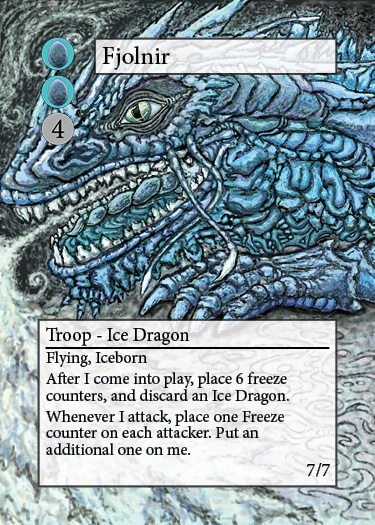 Fjolnir
4
Troop - Ice Dragon
Flying, Iceborn
After I come into play, place 6 freeze
counters, and discard an Ice Dragon.
Whenever I attack, place one Freeze
counter on each attacker. Put an
additional one on me.
7/7